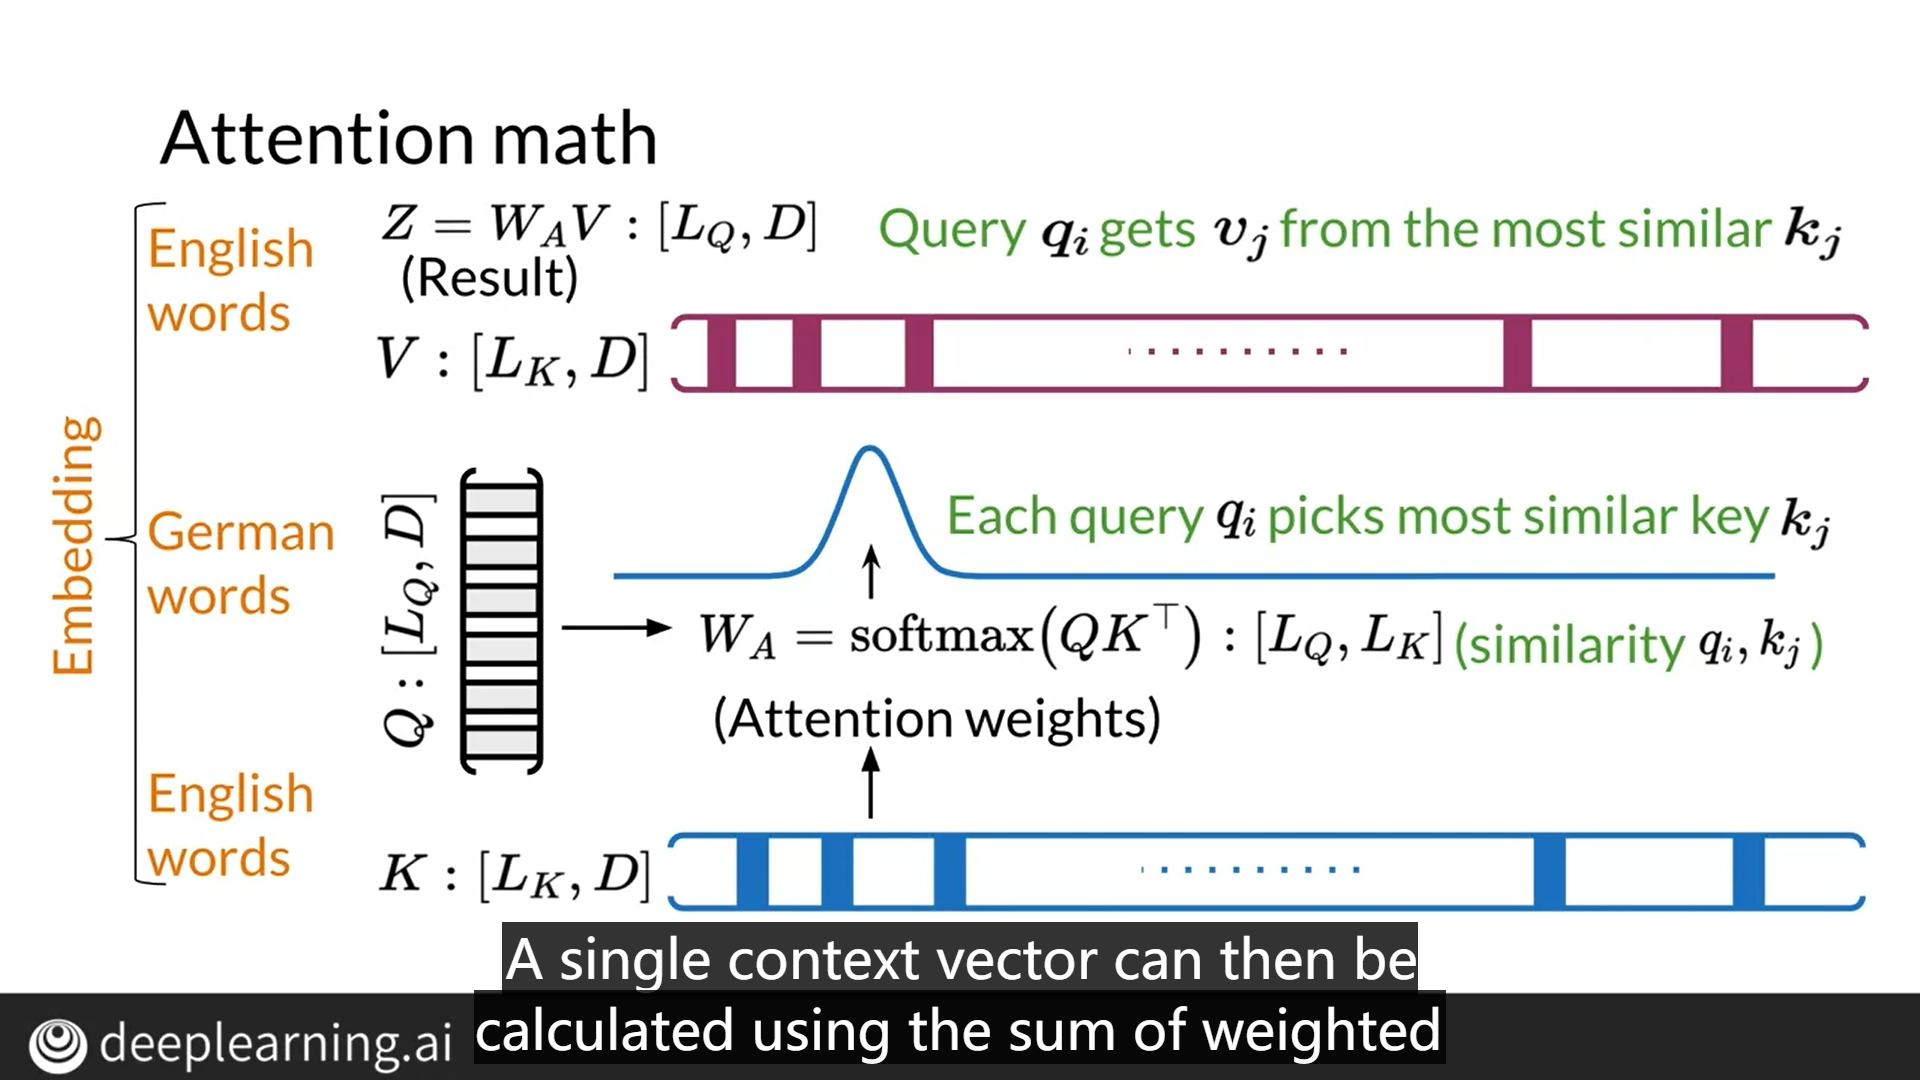 Attention math
English
words
Z = W_A V : [L_Q, D]
(Result)
Query q_i gets v_j from the most similar k_j
V : [L_K, D]
Embedding
German
words
Q : [L_Q, D]
Each query q_i picks most similar key k_j
W_A = softmax(QK^⊤) : [L_Q, L_K] (similarity q_i, k_j)
(Attention weights)
English
words
K : [L_K, D]
A single context vector can then be
calculated using the sum of weighted
deeplearning.ai